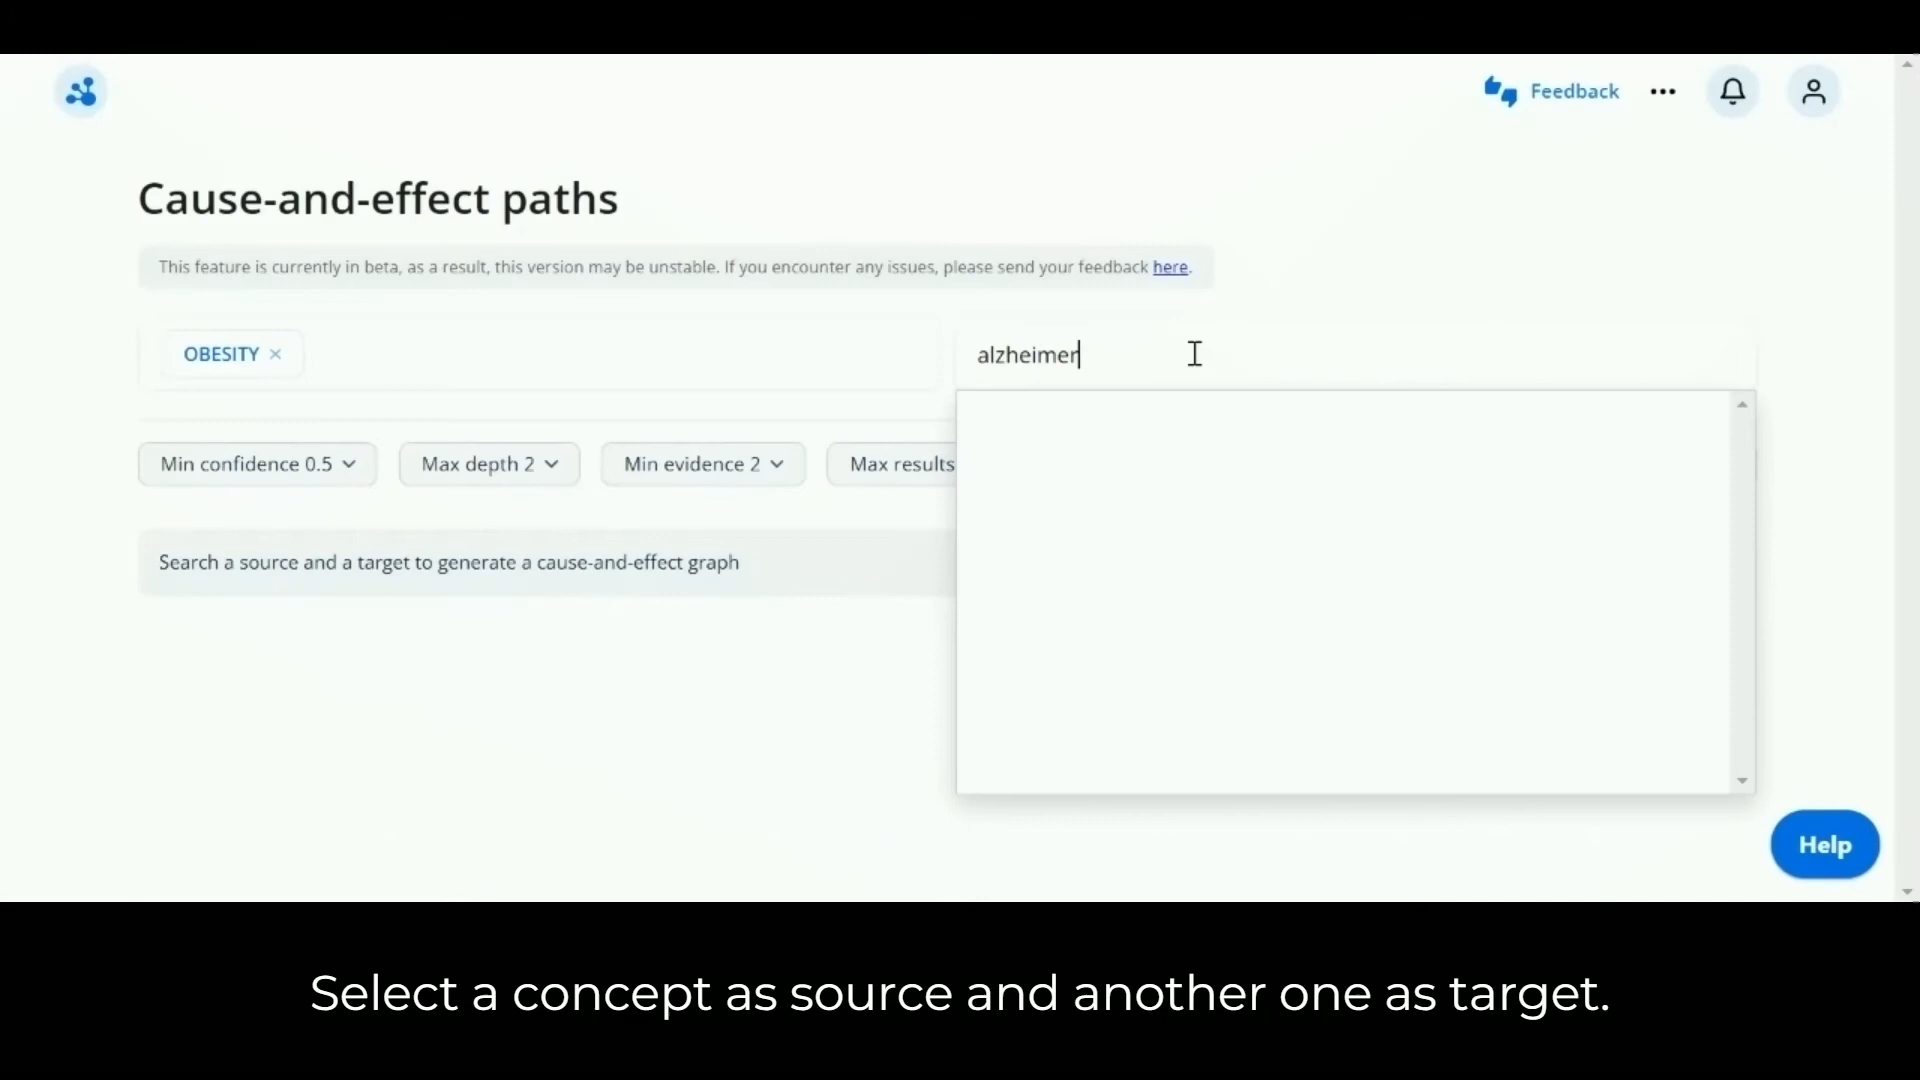 Feedback
Cause-and-effect paths
This feature is currently in beta, as a result, this version may be unstable. If you encounter any issues, please send your feedback here.
OBESITY ×
alzheimer
Min confidence 0.5
Max depth 2
Min evidence 2
Max results
Search a source and a target to generate a cause-and-effect graph
Help
Select a concept as source and another one as target.